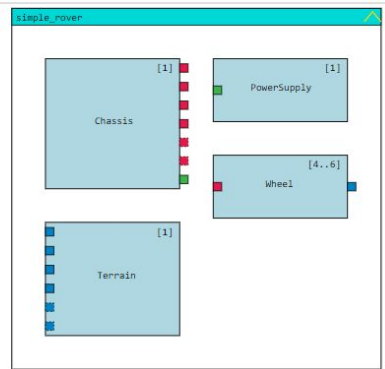 simple_rover
[1]
Chassis
[1]
PowerSupply
[4..6]
Wheel
[1]
Terrain